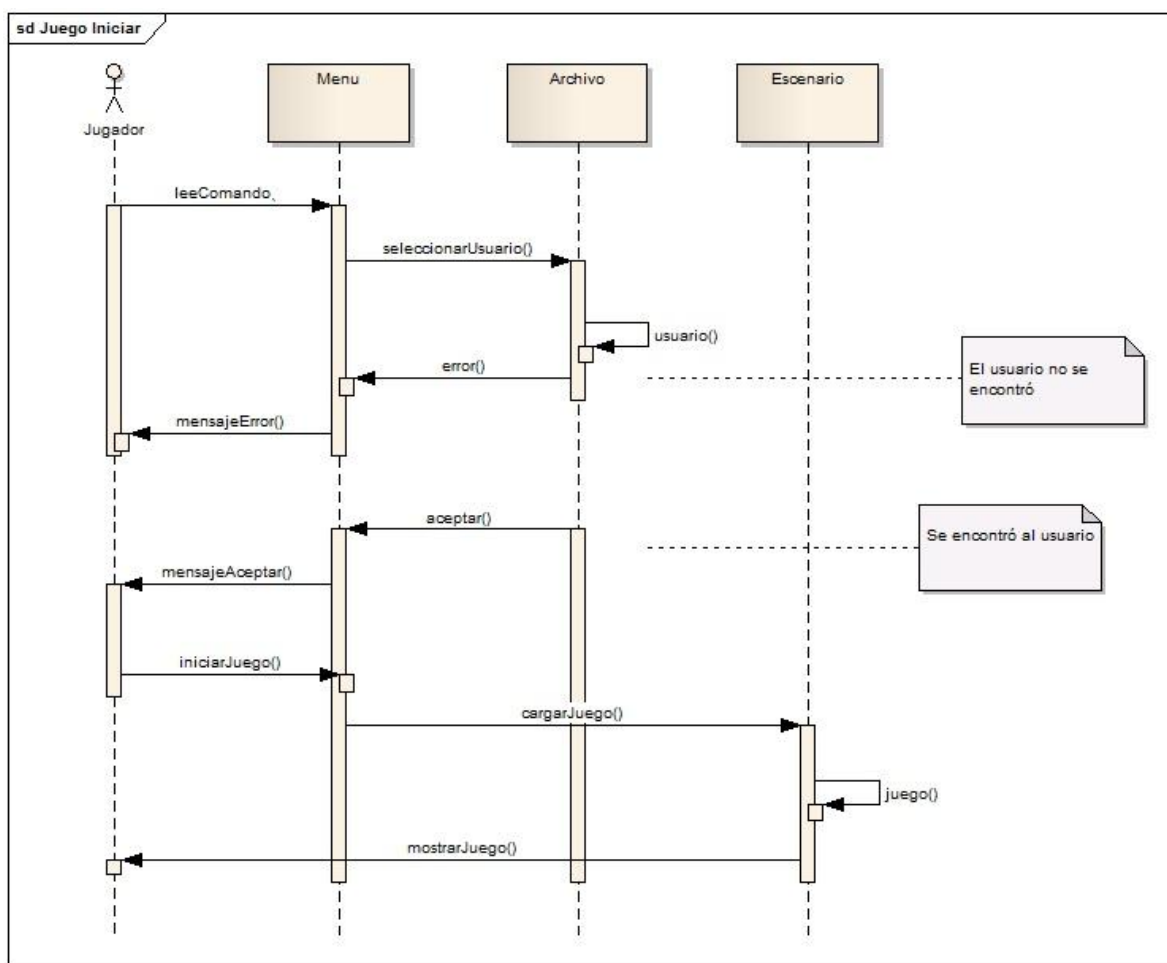 sd Juego Iniciar
Jugador
Menu
Archivo
Escenario
leeComando、
seleccionarUsuario()
usuario()
error()
El usuario no se
encontró
mensajeError()
aceptar()
Se encontró al usuario
mensajeAceptar()
iniciarJuego()
cargarJuego()
juego()
mostrarJuego()